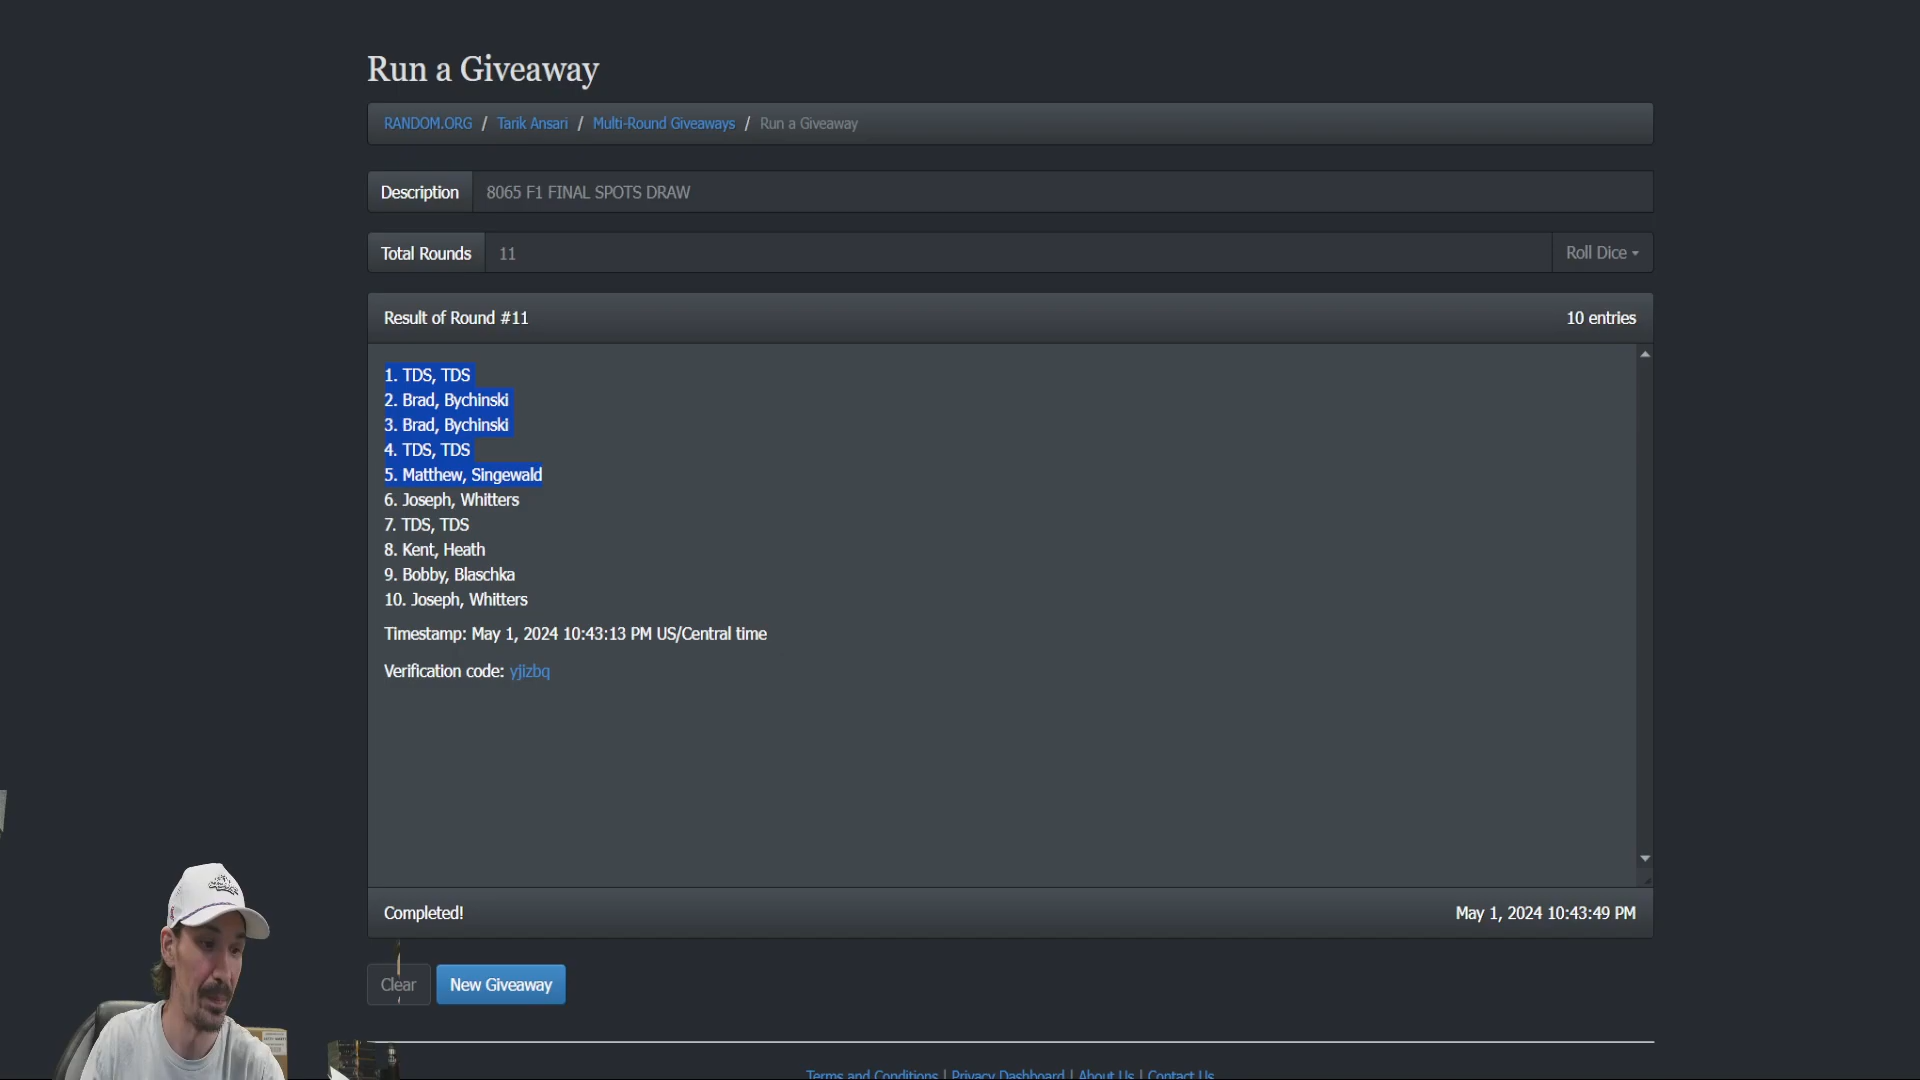 Run a Giveaway
RANDOM.ORG / Tarik Ansari / Multi-Round Giveaways / Run a Giveaway
Description 8065 F1 FINAL SPOTS DRAW
Total Rounds 11 Roll Dice
Result of Round #11 10 entries
1. TDS, TDS
2. Brad, Bychinski
3. Brad, Bychinski
4. TDS, TDS
5. Matthew, Singewald
6. Joseph, Whitters
7. TDS, TDS
8. Kent, Heath
9. Bobby, Blaschka
10. Joseph, Whitters
Timestamp: May 1, 2024 10:43:13 PM US/Central time
Verification code: yjizbq
Completed! May 1, 2024 10:43:49 PM
Clear New Giveaway
Terms and Conditions | Privacy Dashboard | About Us | Contact Us